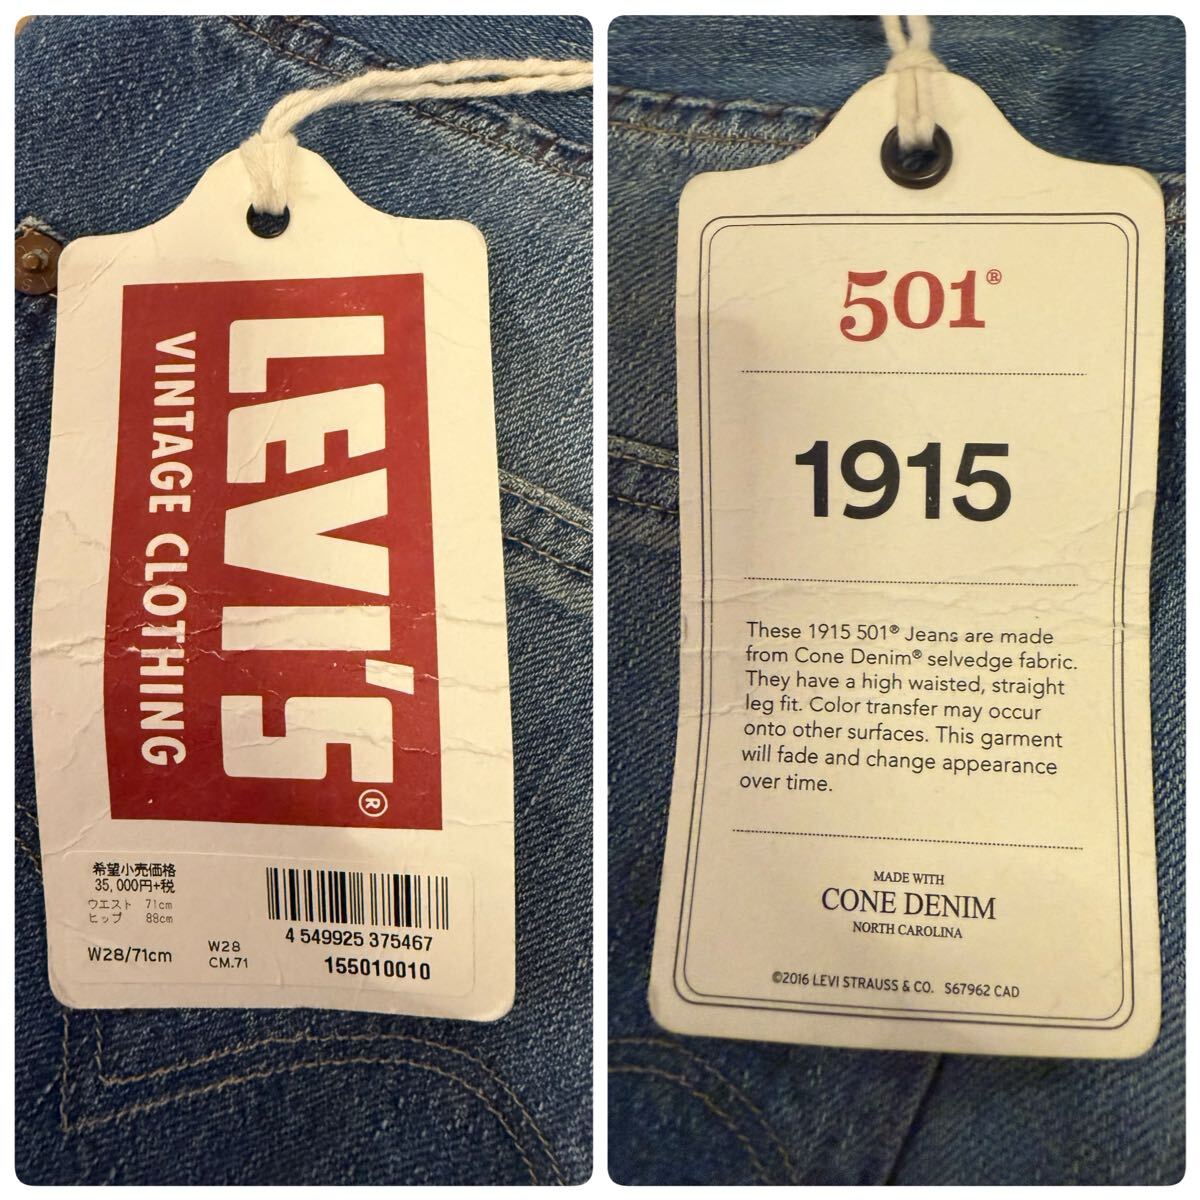 LEVI'S®
VINTAGE CLOTHING
希望小売価格
35,000円+税
ウエスト 71cm
ヒップ 88cm
W28/71cm
W28
CM.71
4 549925 375467
155010010
501®
1915
These 1915 501® Jeans are made
from Cone Denim® selvedge fabric.
They have a high waisted, straight
leg fit. Color transfer may occur
onto other surfaces. This garment
will fade and change appearance
over time.
MADE WITH
CONE DENIM
NORTH CAROLINA
©2016 LEVI STRAUSS & CO. S67962 CAD